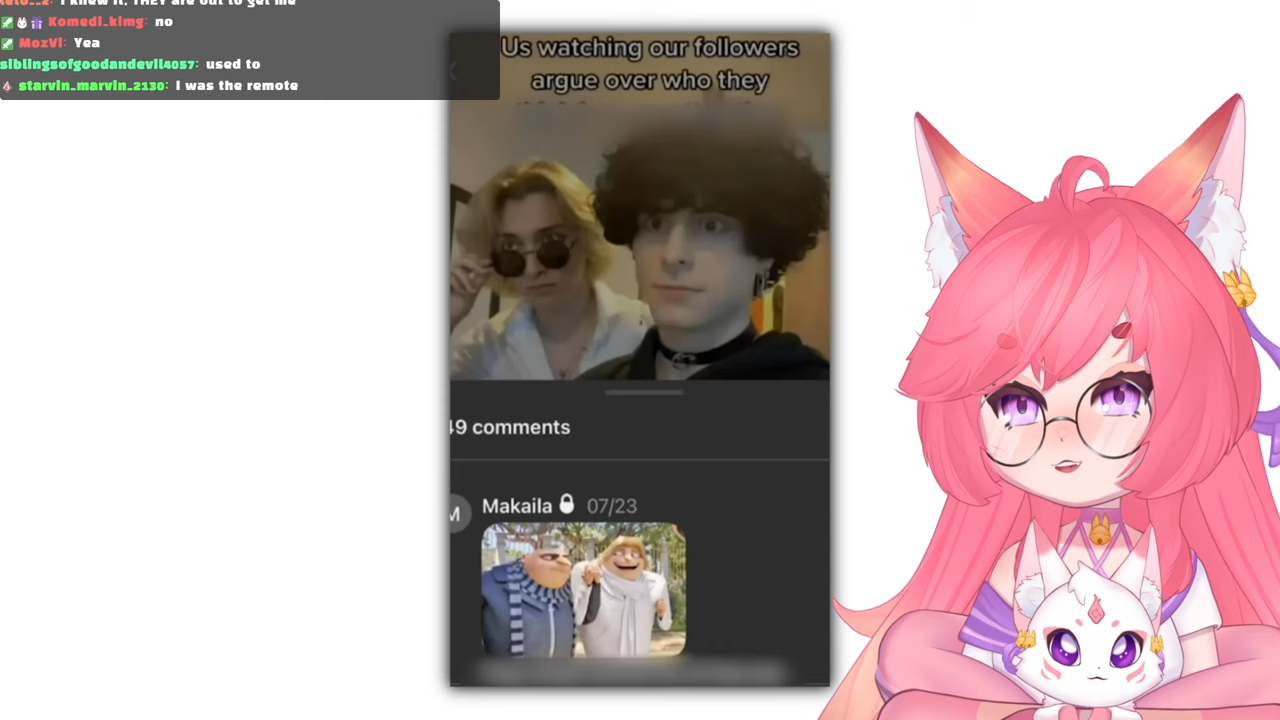 I knew it, THEY are out to get me
Komedi_kimg: no
MozVi: Yea
siblingsofgoodandevil4057: used to
starvin_marvin_2130: I was the remote
Us watching our followers
argue over who they
49 comments
M
Makaila 07/23